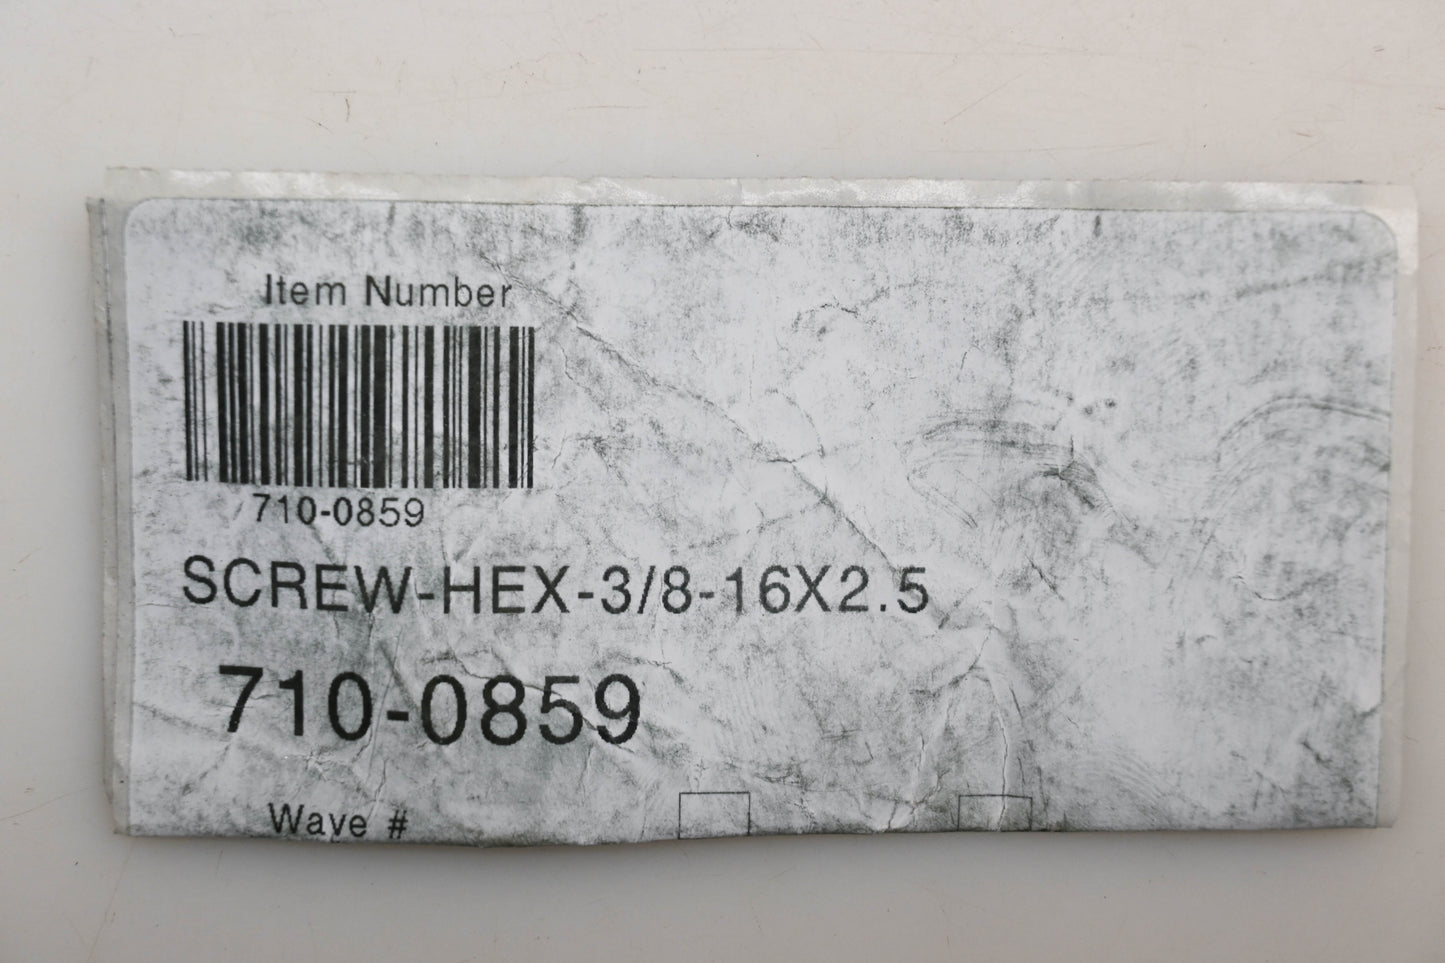 Item Number
710-0859
SCREW-HEX-3/8-16X2.5
710-0859
Wave #